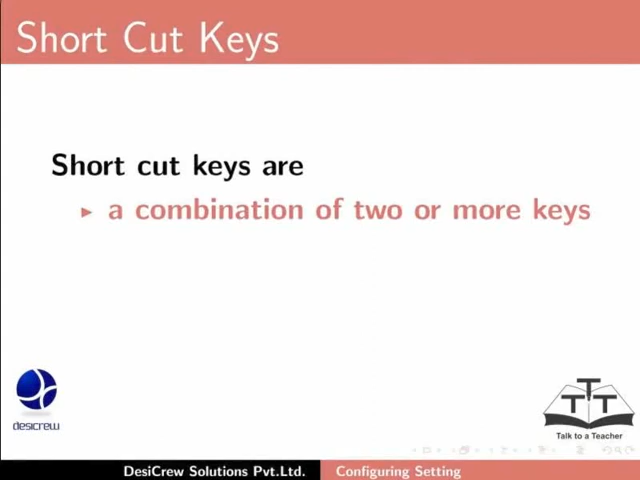 Short Cut Keys
Short cut keys are
a combination of two or more keys
desicrew
TTT
Talk to a Teacher
DesiCrew Solutions Pvt.Ltd. Configuring Setting